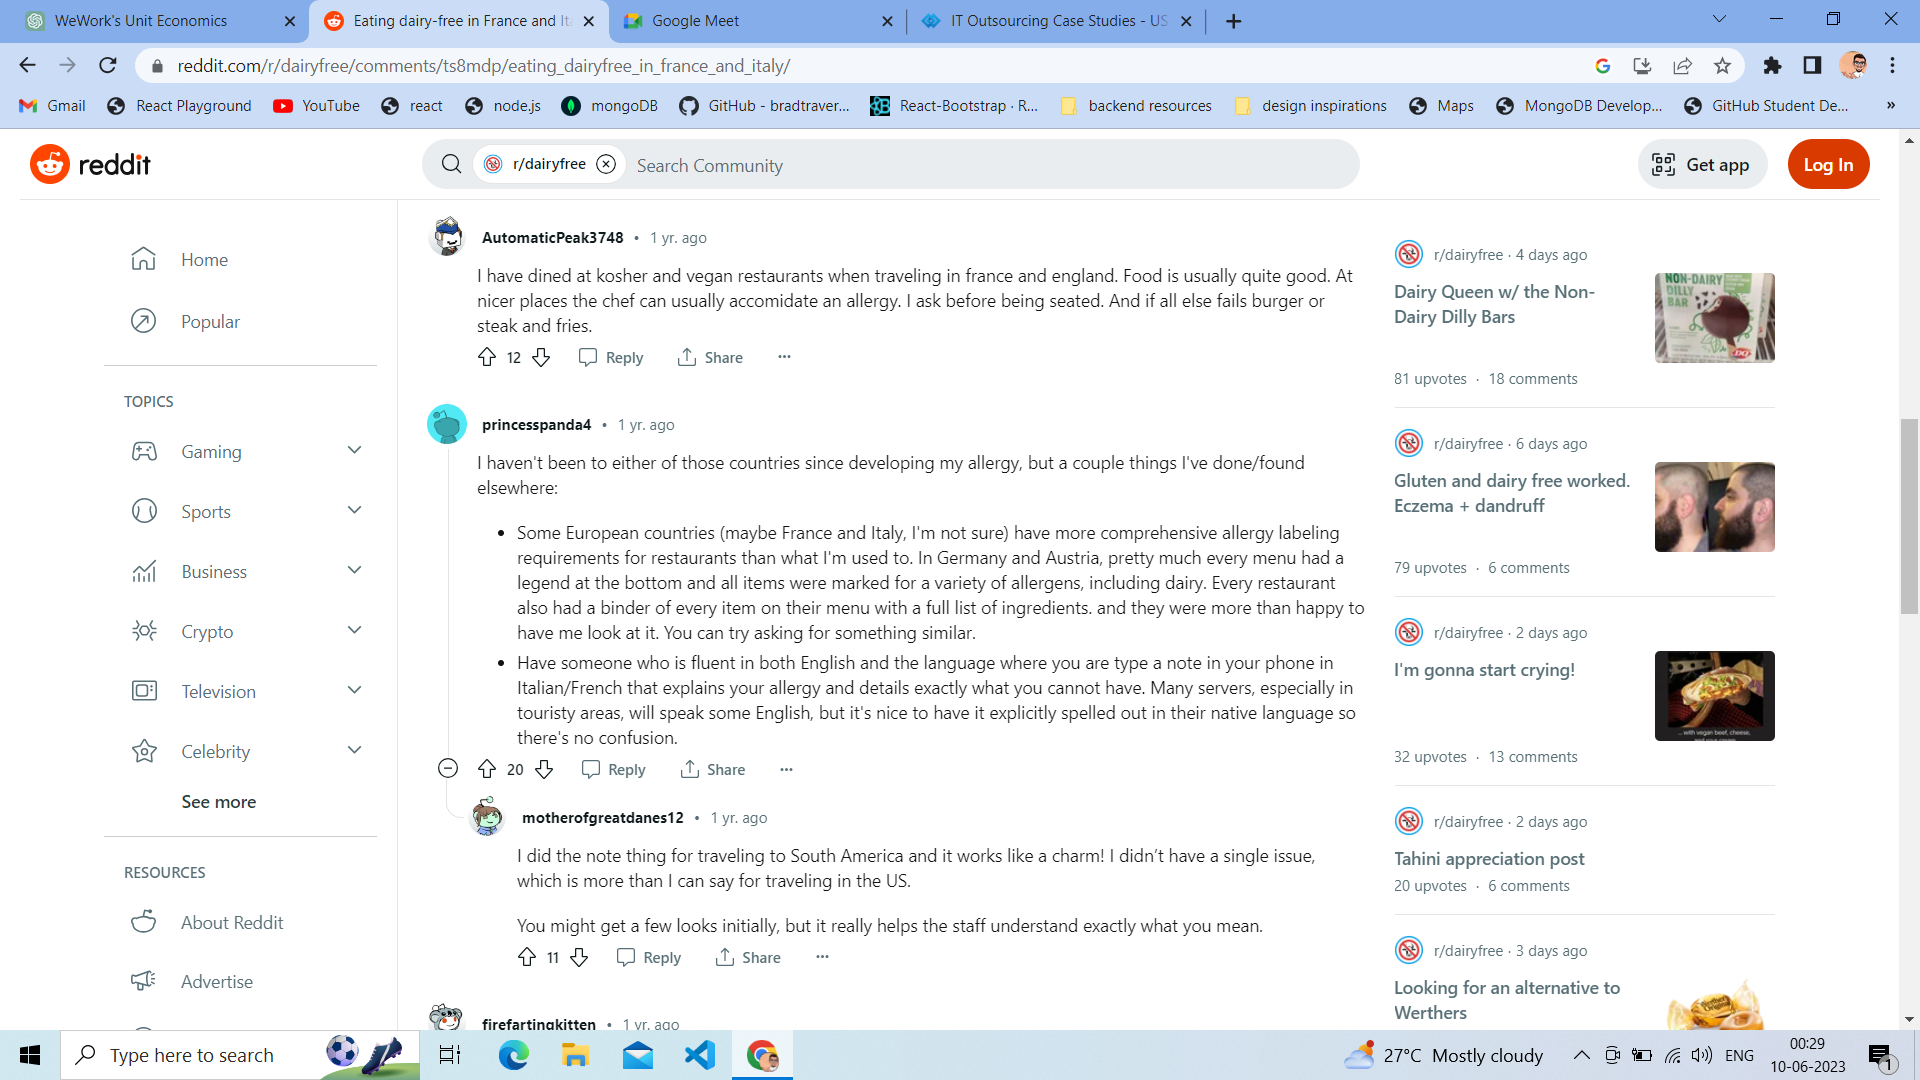 WeWork's Unit Economics
Eating dairy-free in France and It
Google Meet
IT Outsourcing Case Studies - US
reddit.com/r/dairyfree/comments/ts8mdp/eating_dairyfree_in_france_and_italy/
Gmail
React Playground
YouTube
react
node.js
mongoDB
GitHub - bradtraver...
React-Bootstrap · R...
backend resources
design inspirations
Maps
MongoDB Develop...
GitHub Student De...
»
reddit
r/dairyfree
Search Community
Get app
Log In
Home
Popular
TOPICS
Gaming
Sports
Business
Crypto
Television
Celebrity
See more
RESOURCES
About Reddit
Advertise
AutomaticPeak3748 • 1 yr. ago
I have dined at kosher and vegan restaurants when traveling in france and england. Food is usually quite good. At
nicer places the chef can usually accomidate an allergy. I ask before being seated. And if all else fails burger or
steak and fries.
12 Reply Share ...
princesspanda4 • 1 yr. ago
I haven't been to either of those countries since developing my allergy, but a couple things I've done/found
elsewhere:
• Some European countries (maybe France and Italy, I'm not sure) have more comprehensive allergy labeling
requirements for restaurants than what I'm used to. In Germany and Austria, pretty much every menu had a
legend at the bottom and all items were marked for a variety of allergens, including dairy. Every restaurant
also had a binder of every item on their menu with a full list of ingredients. and they were more than happy to
have me look at it. You can try asking for something similar.
• Have someone who is fluent in both English and the language where you are type a note in your phone in
Italian/French that explains your allergy and details exactly what you cannot have. Many servers, especially in
touristy areas, will speak some English, but it's nice to have it explicitly spelled out in their native language so
there's no confusion.
20 Reply Share ...
motherofgreatdanes12 • 1 yr. ago
I did the note thing for traveling to South America and it works like a charm! I didn’t have a single issue,
which is more than I can say for traveling in the US.
You might get a few looks initially, but it really helps the staff understand exactly what you mean.
11 Reply Share ...
firefartingkitten • 1 yr. ago
r/dairyfree · 4 days ago
Dairy Queen w/ the Non-
Dairy Dilly Bars
NON-DAIRY
DILLY
BAR
DQ
81 upvotes · 18 comments
r/dairyfree · 6 days ago
Gluten and dairy free worked.
Eczema + dandruff
79 upvotes · 6 comments
r/dairyfree · 2 days ago
I'm gonna start crying!
... with vegan beef, cheese,
32 upvotes · 13 comments
r/dairyfree · 2 days ago
Tahini appreciation post
20 upvotes · 6 comments
r/dairyfree · 3 days ago
Looking for an alternative to
Werthers
Type here to search
27°C Mostly cloudy
ENG
00:29
10-06-2023
1